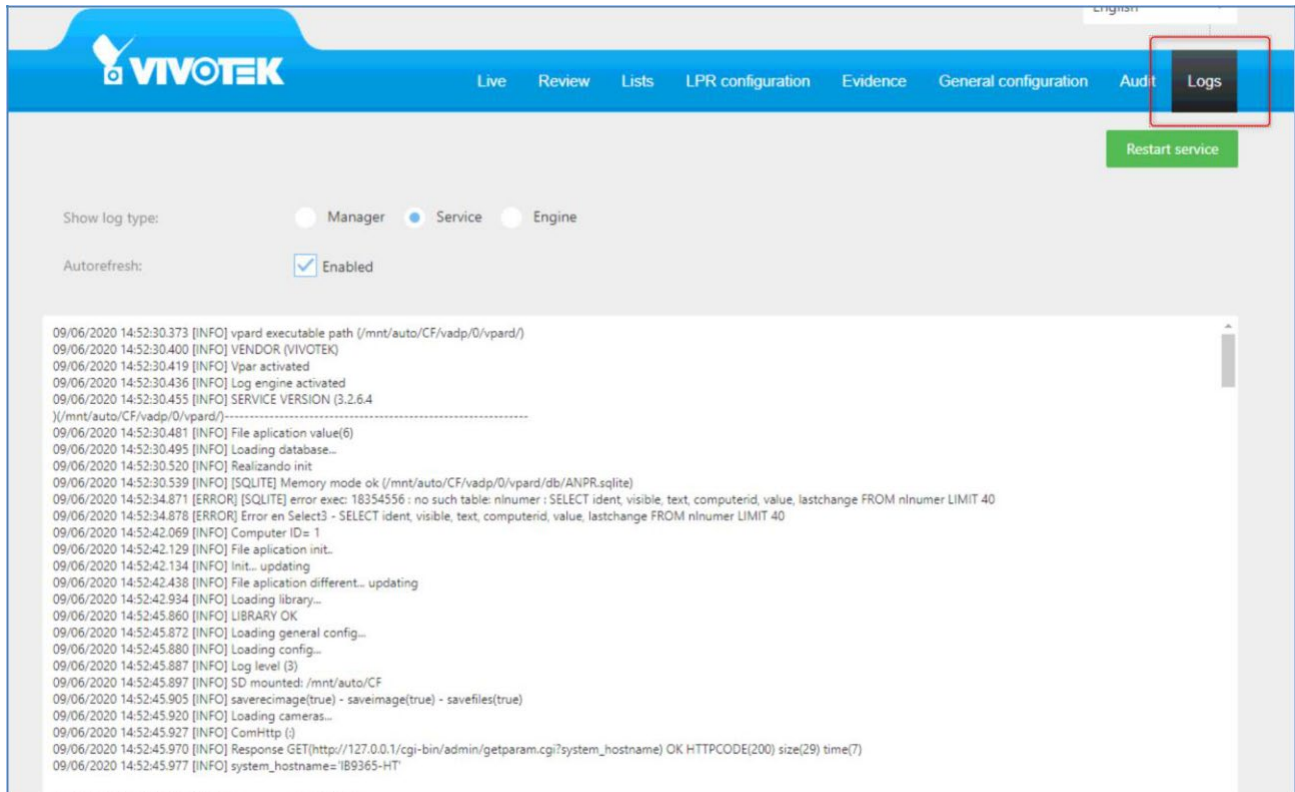 English
VIVOTEK
Live Review Lists LPR configuration Evidence General configuration Audit Logs
Restart service
Show log type: Manager Service Engine
Autorefresh: Enabled
09/06/2020 14:52:30.373 [INFO] vpard executable path (/mnt/auto/CF/vadp/0/vpard/)
09/06/2020 14:52:30.400 [INFO] VENDOR (VIVOTEK)
09/06/2020 14:52:30.419 [INFO] Vpar activated
09/06/2020 14:52:30.436 [INFO] Log engine activated
09/06/2020 14:52:30.455 [INFO] SERVICE VERSION (3.2.6.4
)(/mnt/auto/CF/vadp/0/vpard/)------------------------------------------------------------
09/06/2020 14:52:30.481 [INFO] File aplication value(6)
09/06/2020 14:52:30.495 [INFO] Loading database...
09/06/2020 14:52:30.520 [INFO] Realizando init
09/06/2020 14:52:30.539 [INFO] [SQLITE] Memory mode ok (/mnt/auto/CF/vadp/0/vpard/db/ANPR.sqlite)
09/06/2020 14:52:34.871 [ERROR] [SQLITE] error exec: 18354556 : no such table: nlnumer : SELECT ident, visible, text, computerid, value, lastchange FROM nlnumer LIMIT 40
09/06/2020 14:52:34.878 [ERROR] Error en Select3 - SELECT ident, visible, text, computerid, value, lastchange FROM nlnumer LIMIT 40
09/06/2020 14:52:42.069 [INFO] Computer ID= 1
09/06/2020 14:52:42.129 [INFO] File aplication init..
09/06/2020 14:52:42.134 [INFO] Init... updating
09/06/2020 14:52:42.438 [INFO] File aplication different... updating
09/06/2020 14:52:42.934 [INFO] Loading library...
09/06/2020 14:52:45.860 [INFO] LIBRARY OK
09/06/2020 14:52:45.872 [INFO] Loading general config...
09/06/2020 14:52:45.880 [INFO] Loading config...
09/06/2020 14:52:45.887 [INFO] Log level (3)
09/06/2020 14:52:45.897 [INFO] SD mounted: /mnt/auto/CF
09/06/2020 14:52:45.905 [INFO] saverecimage(true) - saveimage(true) - savefiles(true)
09/06/2020 14:52:45.920 [INFO] Loading cameras...
09/06/2020 14:52:45.927 [INFO] ComHttp (:)
09/06/2020 14:52:45.970 [INFO] Response GET(http://127.0.0.1/cgi-bin/admin/getparam.cgi?system_hostname) OK HTTPCODE(200) size(29) time(7)
09/06/2020 14:52:45.977 [INFO] system_hostname='IB9365-HT'